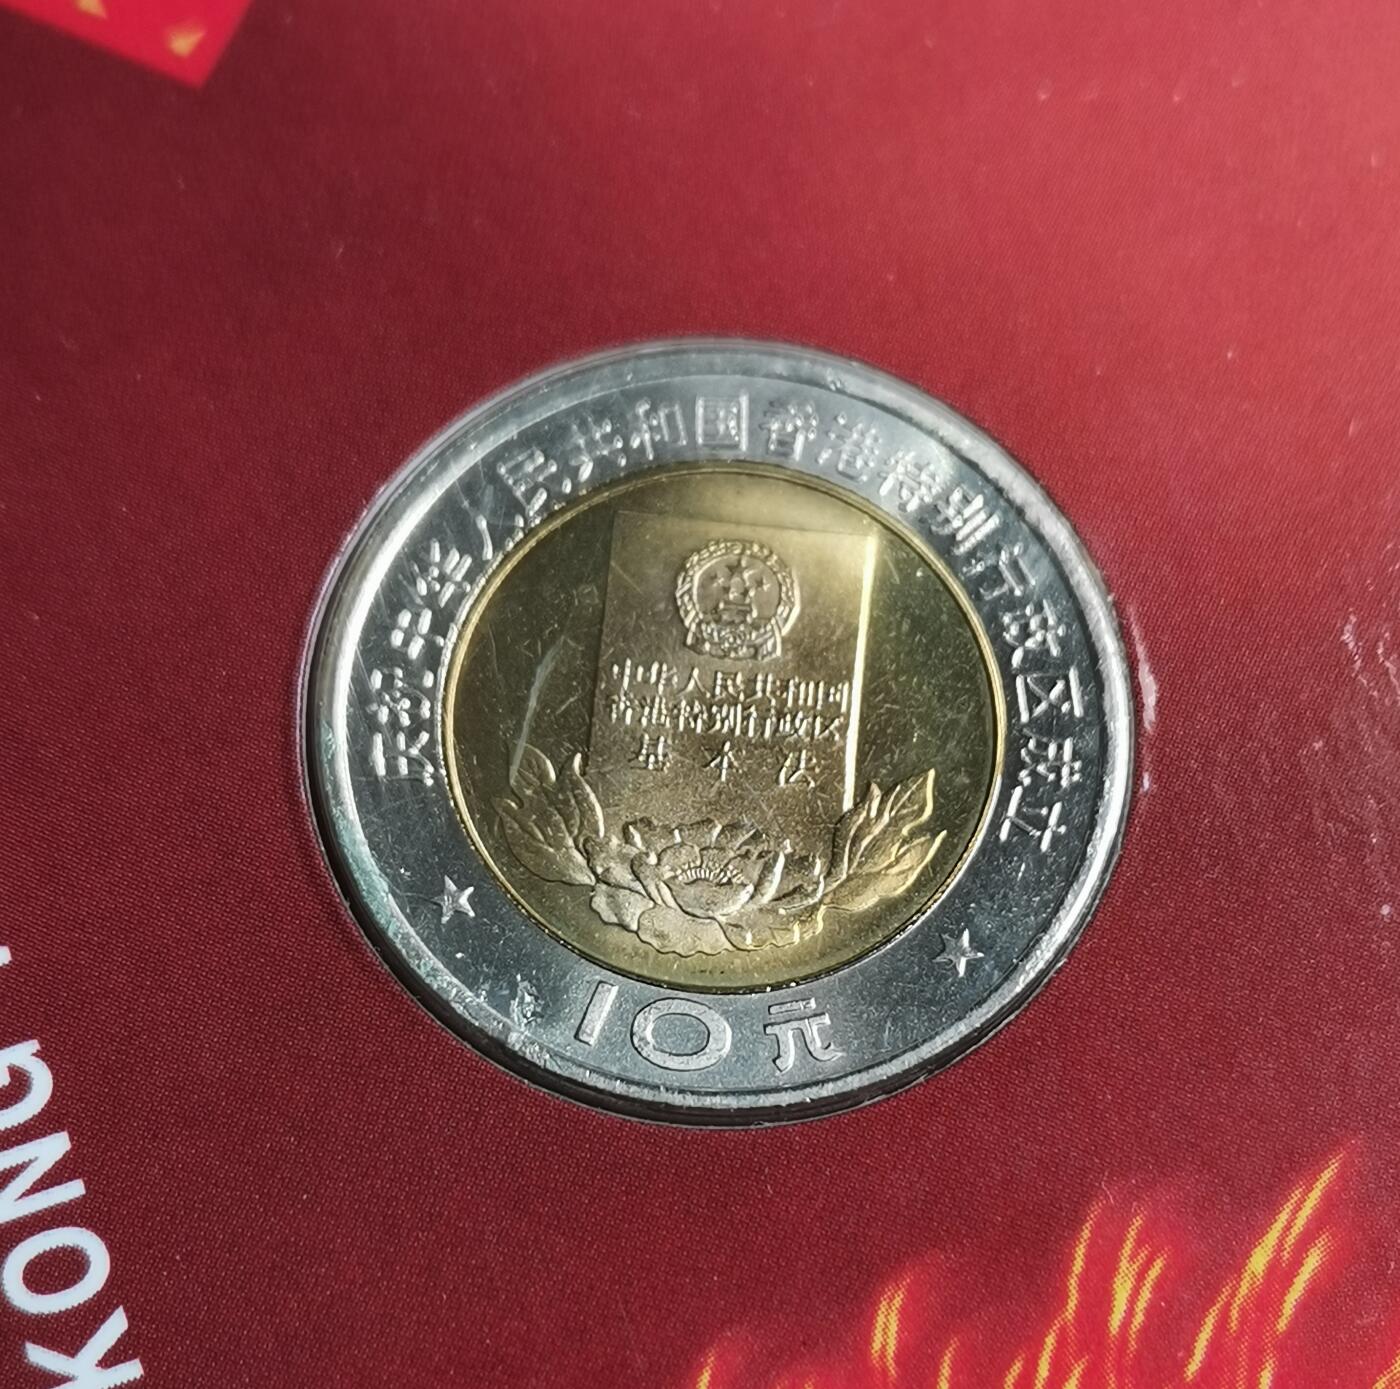 庆祝中华人民共和国香港特别行政区成立
中华人民共和国
香港特别行政区
基本法
10元
KONG